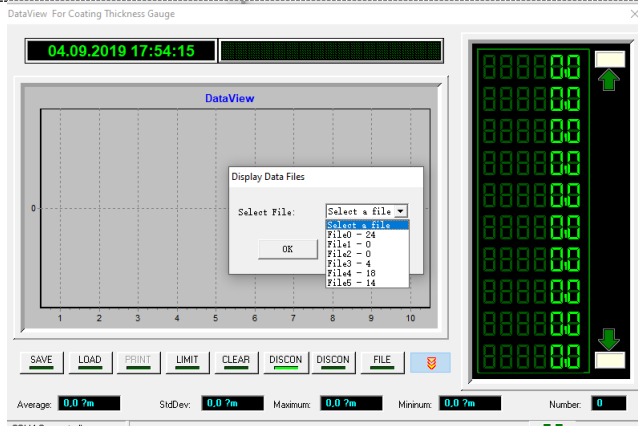 DataView For Coating Thickness Gauge
04.09.2019 17:54:15
DataView
0
1 2 3 4 5 6 7 8 9 10
Display Data Files
Select File: Select a file
Select a file
File0 - 24
File1 - 0
File2 - 0
File3 - 4
File4 - 18
File5 - 14
OK
0.0
0.0
0.0
0.0
0.0
0.0
0.0
0.0
0.0
0.0
SAVE LOAD PRINT LIMIT CLEAR DISCON DISCON FILE
Average: 0,0 ?m StdDev: 0,0 ?m Maximum: 0,0 ?m Mininum: 0,0 ?m Number: 0